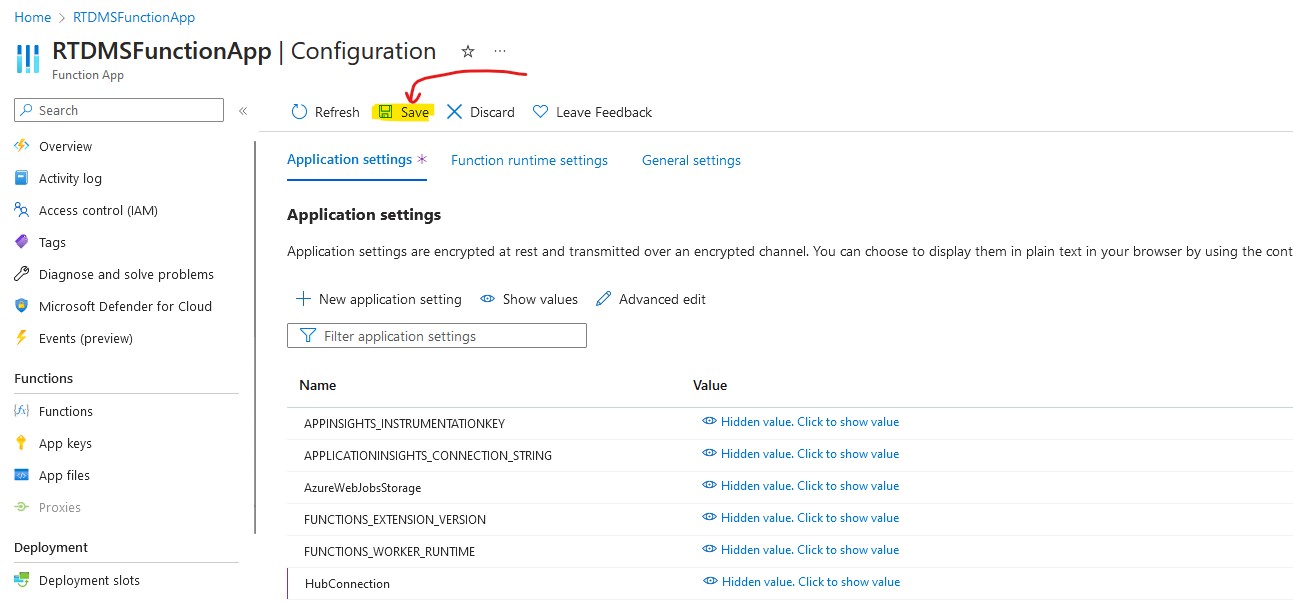 Home > RTDMSFunctionApp
RTDMSFunctionApp | Configuration ☆ ···
Function App
Search «
Overview
Activity log
Access control (IAM)
Tags
Diagnose and solve problems
Microsoft Defender for Cloud
Events (preview)
Functions
Functions
App keys
App files
Proxies
Deployment
Deployment slots
Refresh Save Discard Leave Feedback
Application settings * Function runtime settings General settings
Application settings
Application settings are encrypted at rest and transmitted over an encrypted channel. You can choose to display them in plain text in your browser by using the cont
New application setting Show values Advanced edit
Filter application settings
Name Value
APPINSIGHTS_INSTRUMENTATIONKEY Hidden value. Click to show value
APPLICATIONINSIGHTS_CONNECTION_STRING Hidden value. Click to show value
AzureWebJobsStorage Hidden value. Click to show value
FUNCTIONS_EXTENSION_VERSION Hidden value. Click to show value
FUNCTIONS_WORKER_RUNTIME Hidden value. Click to show value
HubConnection Hidden value. Click to show value